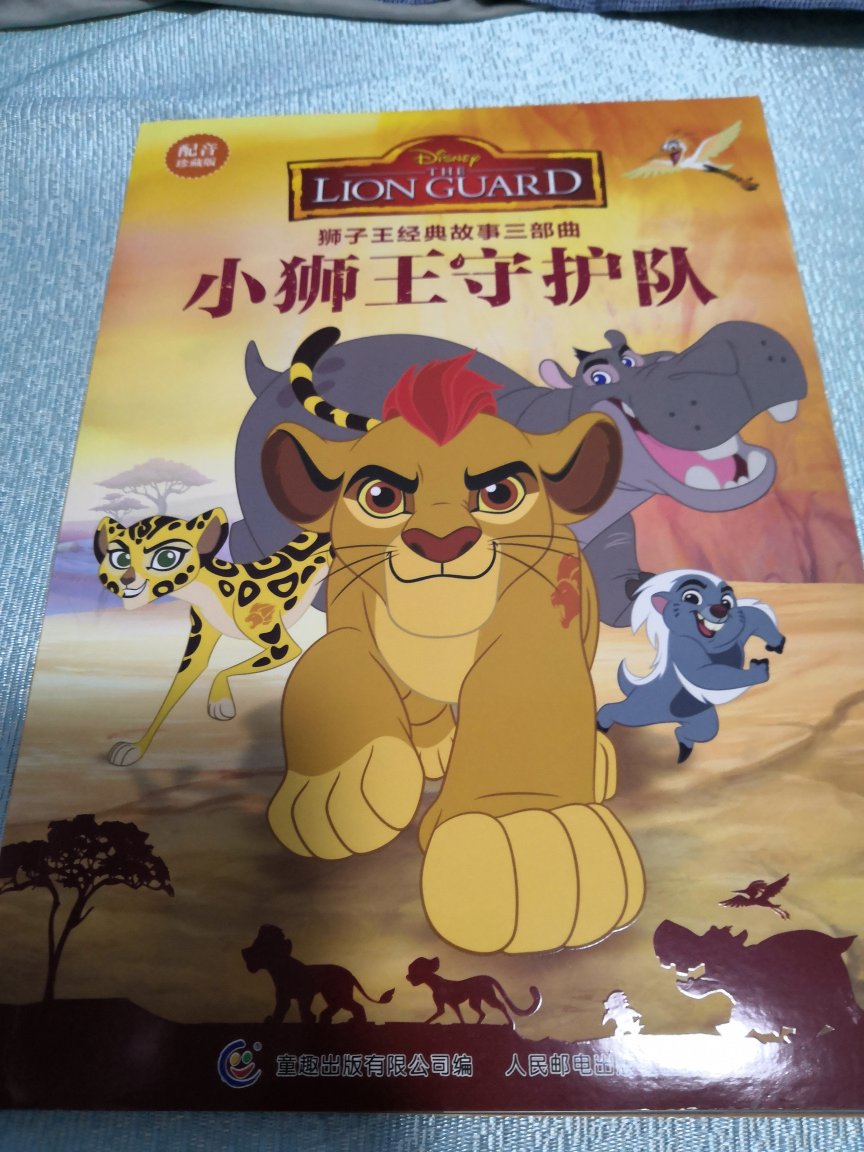 配音
珍藏版
Disney
THE
LION GUARD
狮子王经典故事三部曲
小狮王守护队
童趣出版有限公司编 人民邮电出